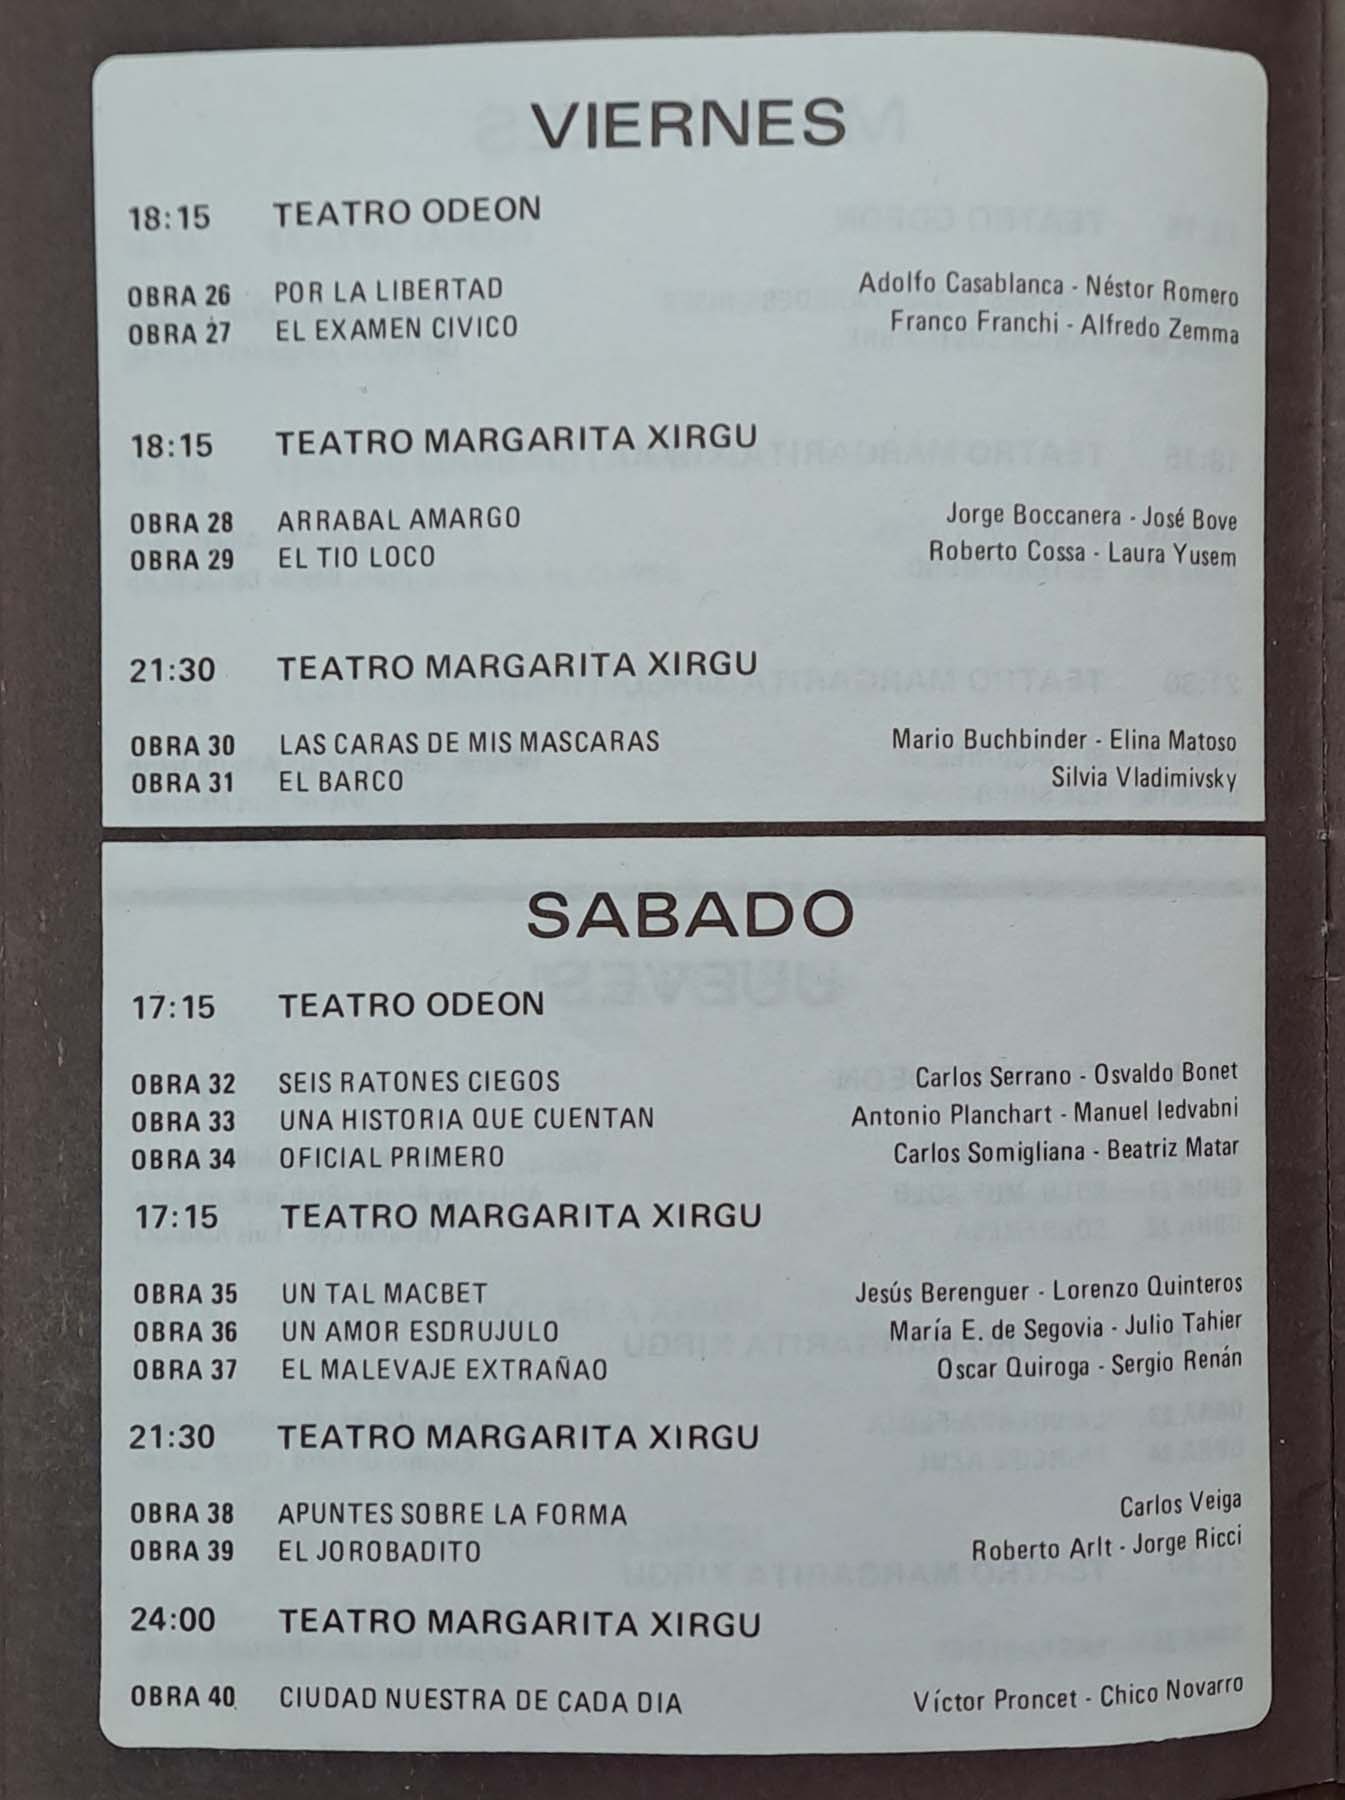 VIERNES
18:15 TEATRO ODEON
OBRA 26 POR LA LIBERTAD Adolfo Casablanca - Néstor Romero
OBRA 27 EL EXAMEN CIVICO Franco Franchi - Alfredo Zemma
18:15 TEATRO MARGARITA XIRGU
OBRA 28 ARRABAL AMARGO Jorge Boccanera - José Bove
OBRA 29 EL TIO LOCO Roberto Cossa - Laura Yusem
21:30 TEATRO MARGARITA XIRGU
OBRA 30 LAS CARAS DE MIS MASCARAS Mario Buchbinder - Elina Matoso
OBRA 31 EL BARCO Silvia Vladimivsky
SABADO
17:15 TEATRO ODEON
OBRA 32 SEIS RATONES CIEGOS Carlos Serrano - Osvaldo Bonet
OBRA 33 UNA HISTORIA QUE CUENTAN Antonio Planchart - Manuel Iedvabni
OBRA 34 OFICIAL PRIMERO Carlos Somigliana - Beatriz Matar
17:15 TEATRO MARGARITA XIRGU
OBRA 35 UN TAL MACBET Jesús Berenguer - Lorenzo Quinteros
OBRA 36 UN AMOR ESDRUJULO María E. de Segovia - Julio Tahier
OBRA 37 EL MALEVAJE EXTRAÑAO Oscar Quiroga - Sergio Renán
21:30 TEATRO MARGARITA XIRGU
OBRA 38 APUNTES SOBRE LA FORMA Carlos Veiga
OBRA 39 EL JOROBADITO Roberto Arlt - Jorge Ricci
24:00 TEATRO MARGARITA XIRGU
OBRA 40 CIUDAD NUESTRA DE CADA DIA Víctor Proncet - Chico Novarro